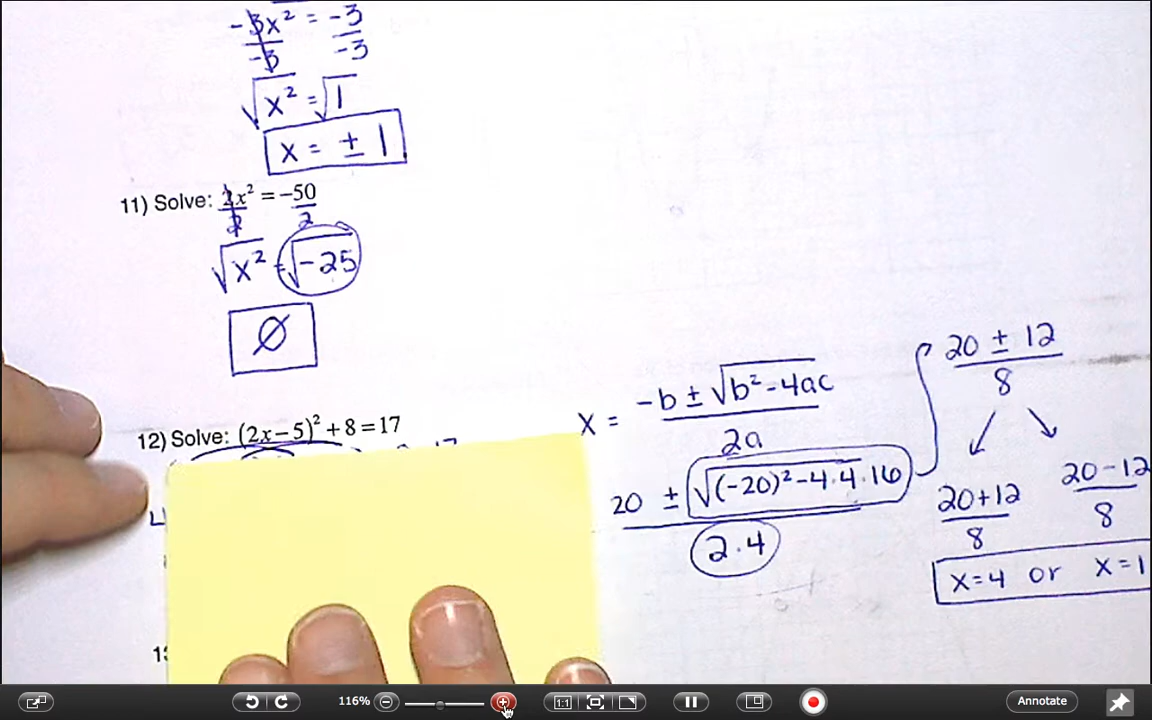 -3x² = -3
-3 -3
√x² = √1
x = ± 1
11) Solve: 2x² = -50
2 2
√x² = √-25
∅
12) Solve: (2x - 5)² + 8 = 17
x = -b ± √b² - 4ac
2a
20 ± √(-20)² - 4·4·16
2·4
20 ± 12
8
20+12 20-12
8 8
x=4 or x=1
116%
1:1
Annotate